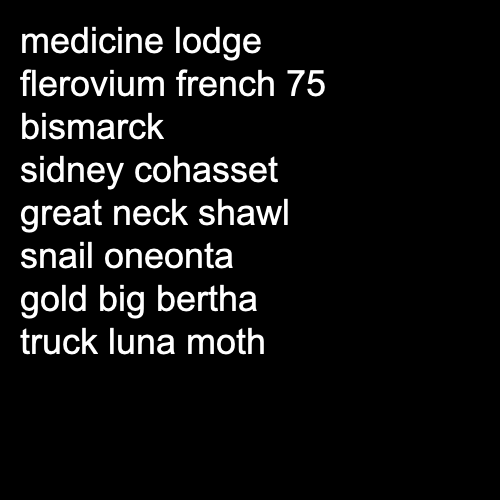 medicine lodge
flerovium french 75
bismarck
sidney cohasset
great neck shawl
snail oneonta
gold big bertha
truck luna moth